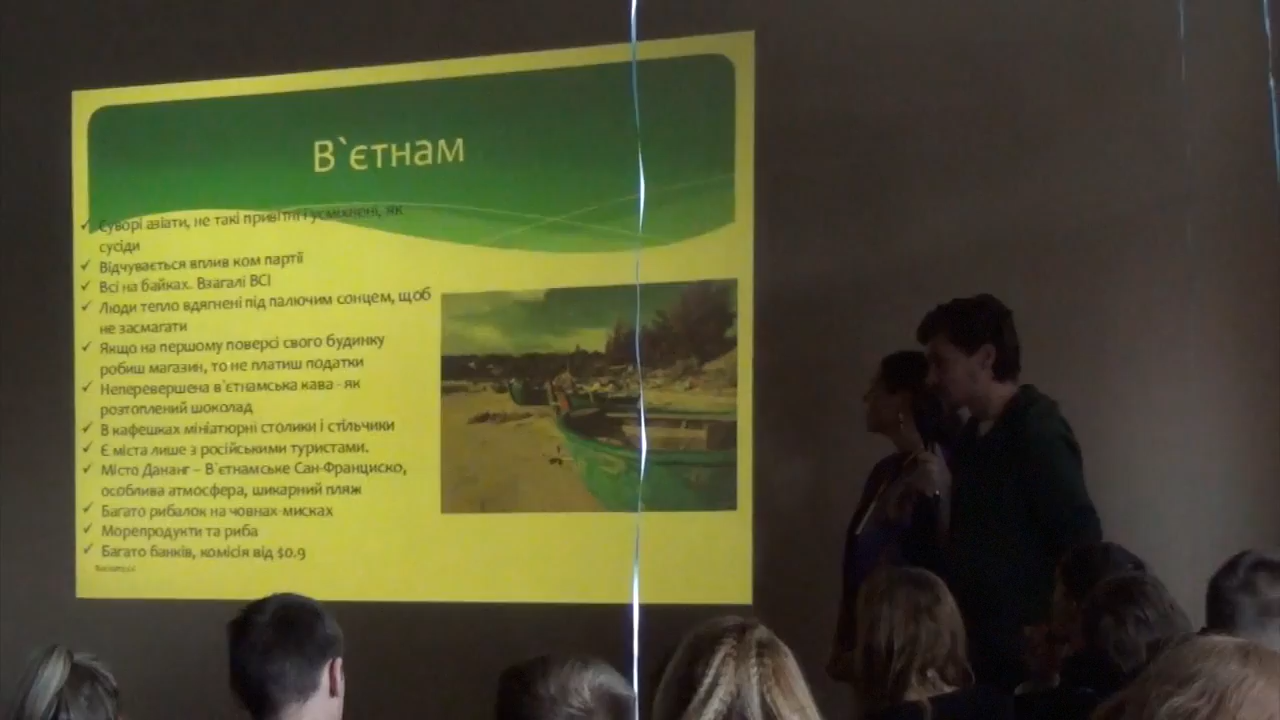 В`єтнам
Суворі азіати, не такі привітні і усміхнені, як
сусіди
Відчувається вплив ком партії
Всі на байках. Взагалі ВСІ
Люди тепло вдягнені під палючим сонцем, щоб
не засмагати
Якщо на першому поверсі свого будинку
робиш магазин, то не платиш податки
Неперевершена в`єтнамська кава - як
розтоплений шоколад
В кафешках мініатюрні столики і стільчики
Є міста лише з російськими туристами.
Місто Дананг – В`єтнамське Сан-Франциско,
особлива атмосфера, шикарний пляж
Багато рибалок на човнах-мисках
Морепродукти та риба
Багато банків, комісія від $0.9